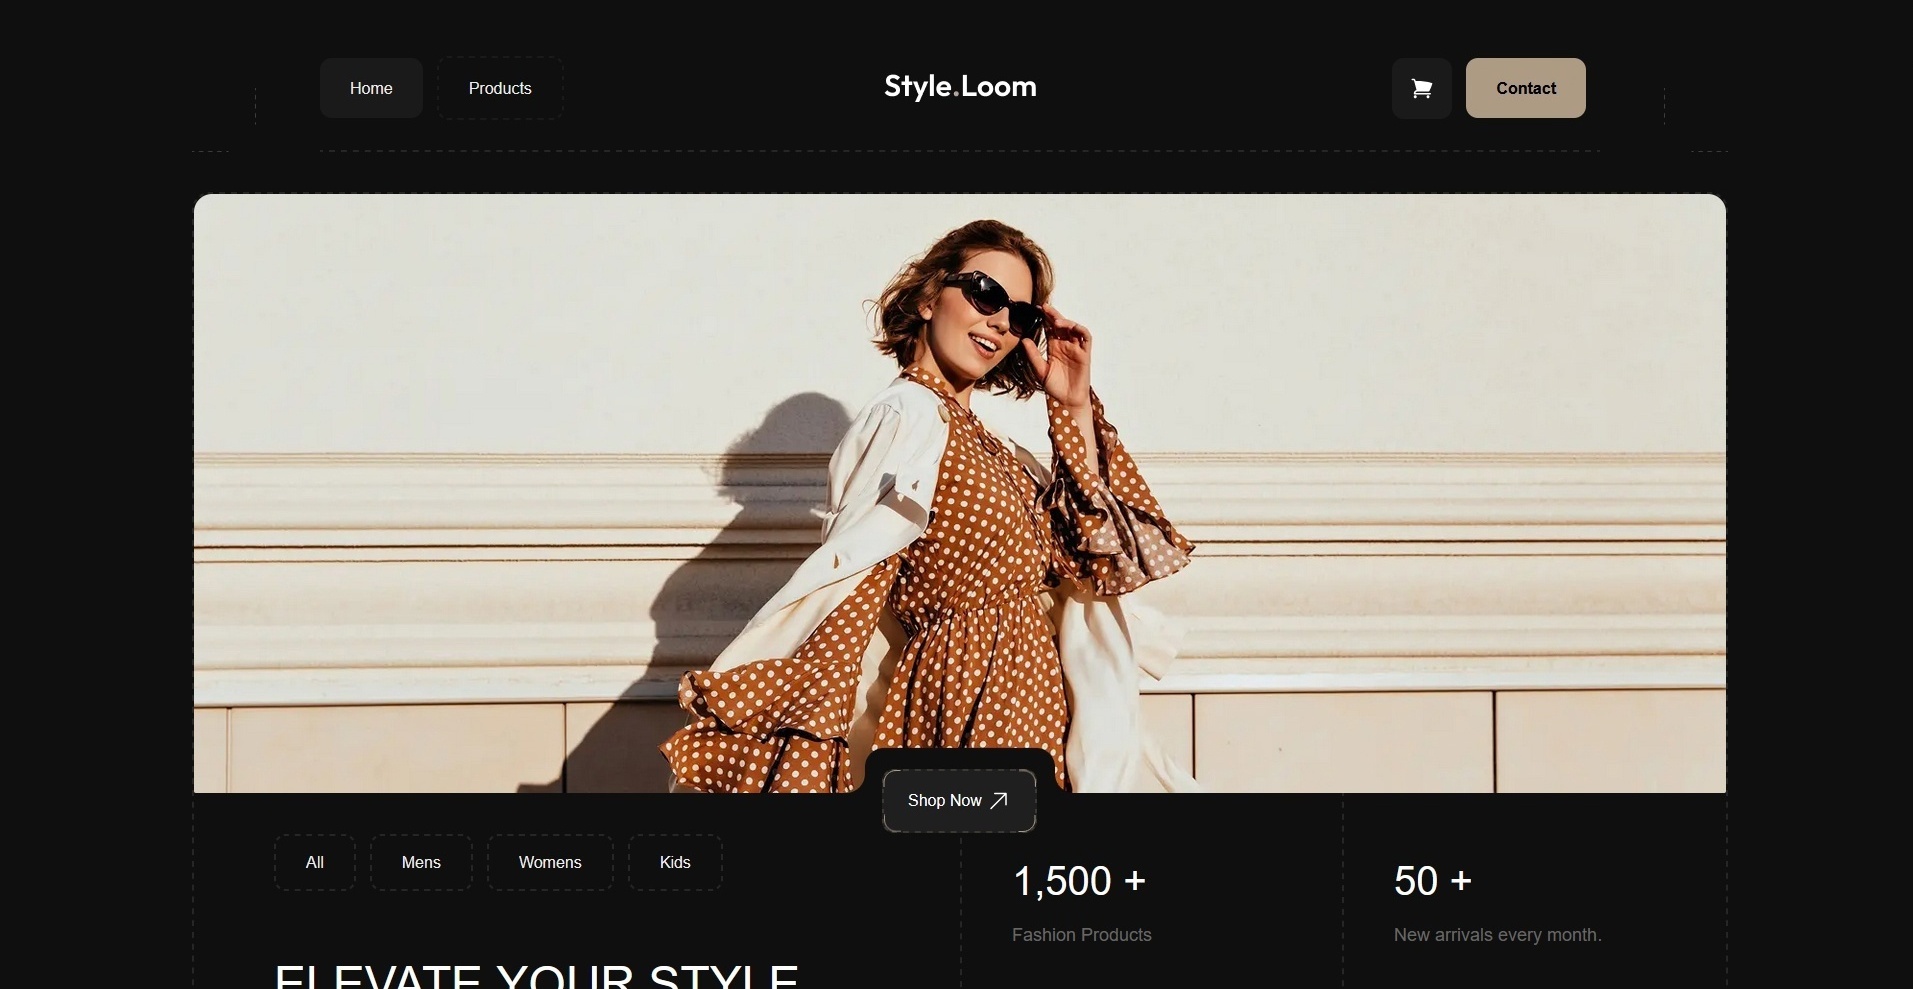 Home
Products
Style.Loom
Contact
Shop Now
All
Mens
Womens
Kids
1,500 +
Fashion Products
50 +
New arrivals every month.
ELEVATE YOUR STYLE